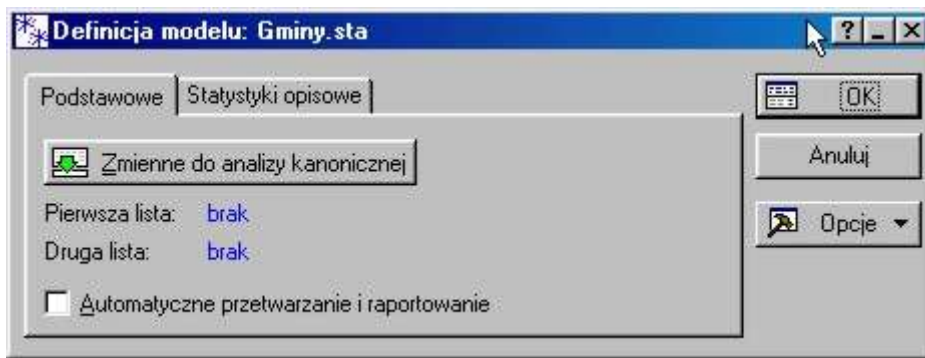 Definicja modelu: Gminy.sta
Podstawowe
Statystyki opisowe
OK
Zmienne do analizy kanonicznej
Anuluj
Pierwsza lista: brak
Opcje
Druga lista: brak
Automatyczne przetwarzanie i raportowanie